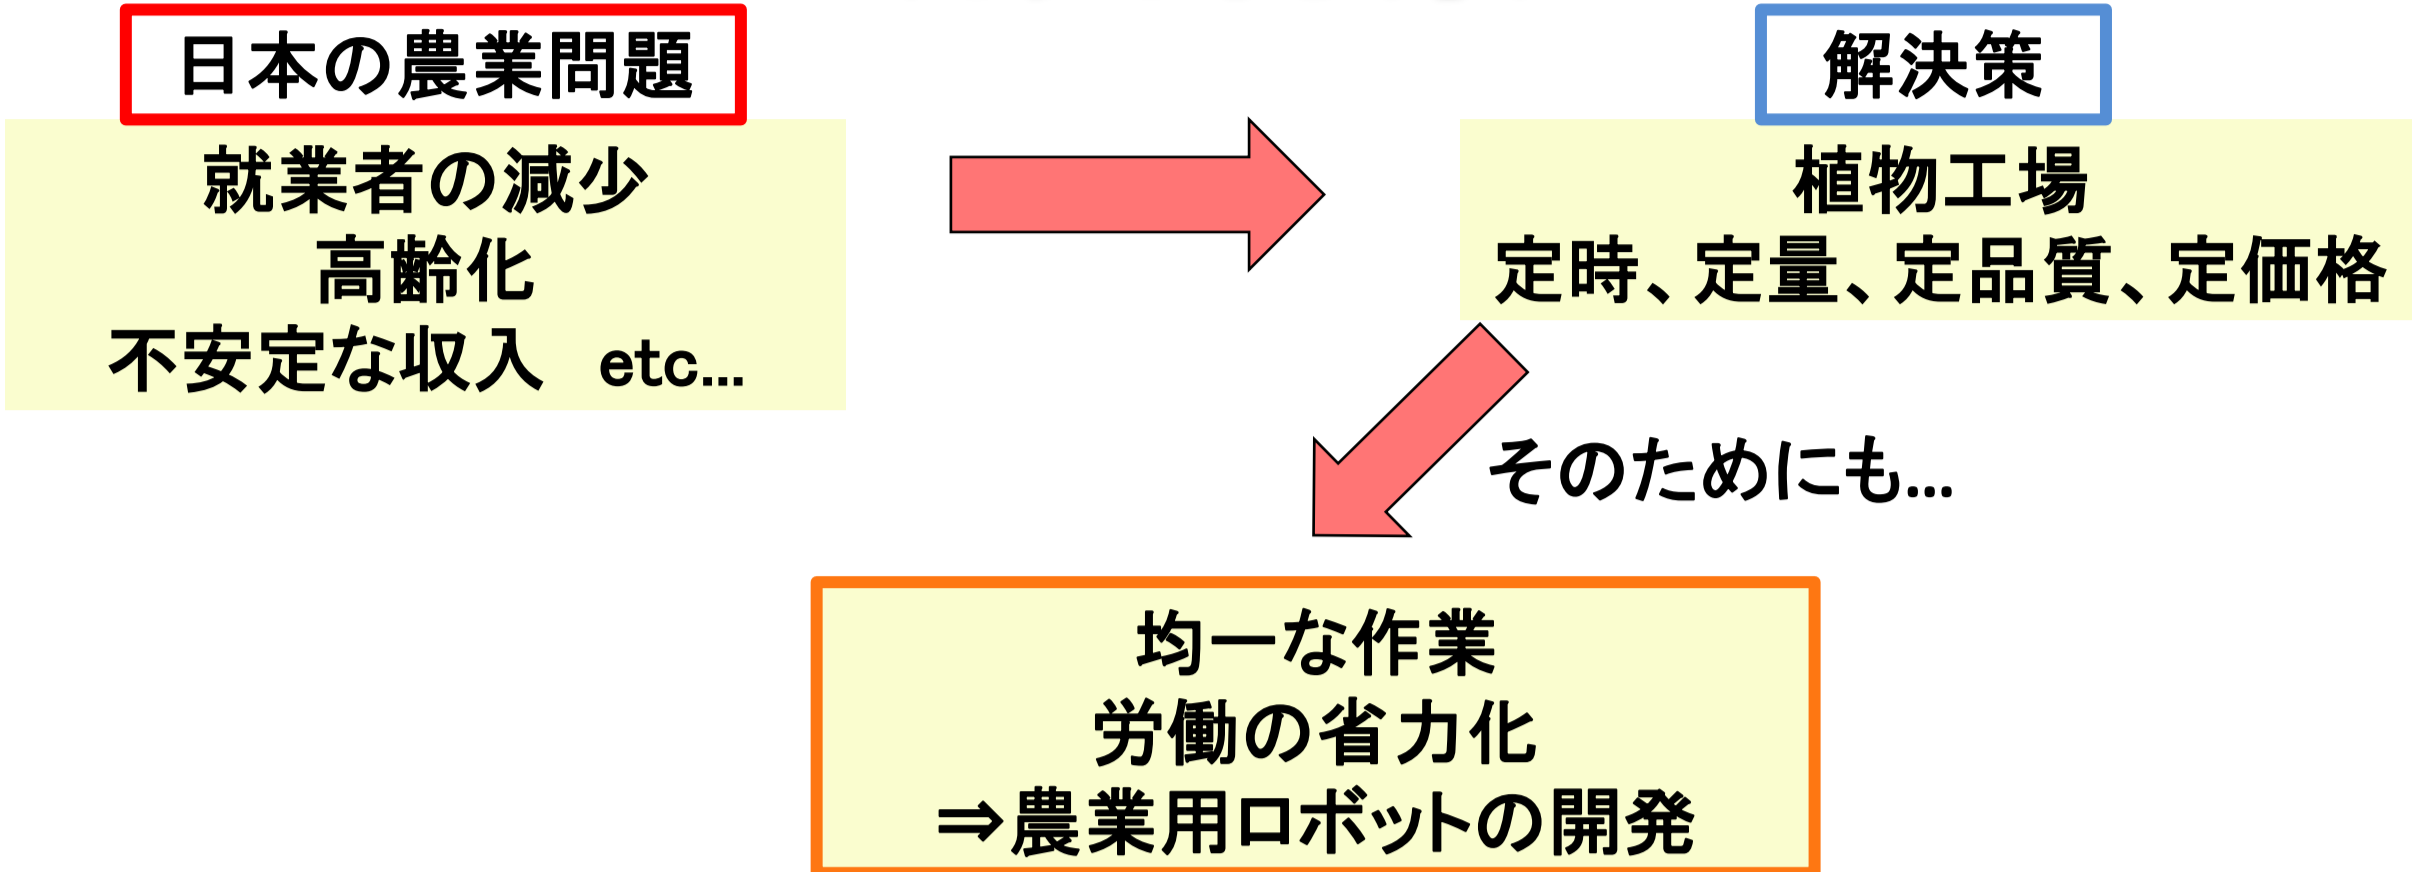 日本の農業問題
就業者の減少
高齢化
不安定な収入　etc...
解決策
植物工場
定時、定量、定品質、定価格
そのためにも...
均一な作業
労働の省力化
⇒農業用ロボットの開発